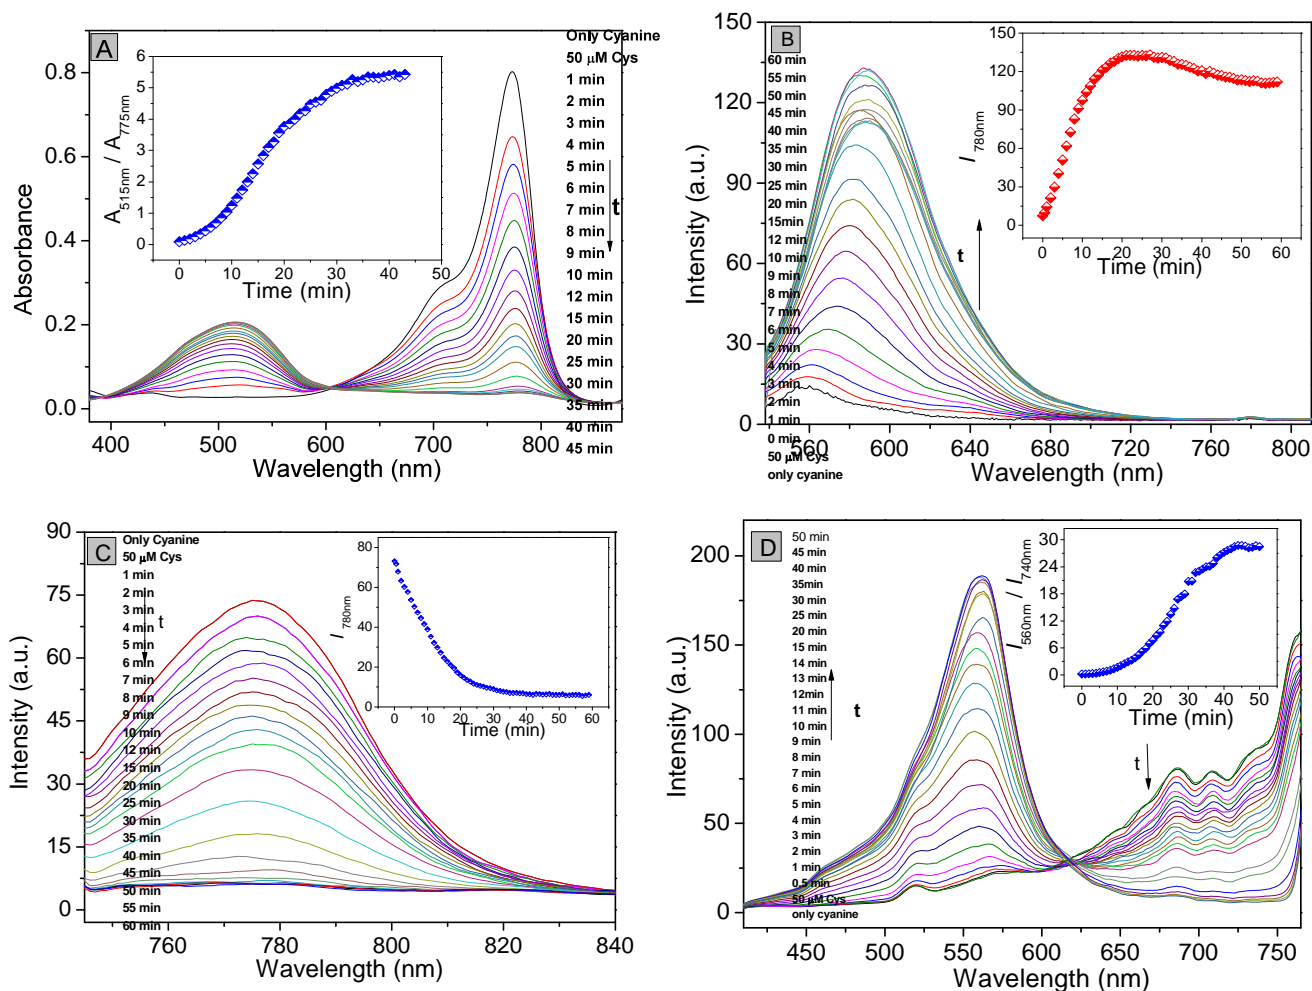 A
Only Cyanine
50 μM Cys
1 min
2 min
3 min
4 min
5 min
6 min
7 min
8 min
9 min
10 min
12 min
15 min
20 min
25 min
30 min
35 min
40 min
45 min
t
0.8
0.6
0.4
0.2
0.0
Absorbance
400 500 600 700 800
Wavelength (nm)
6
5
4
3
2
1
0
A515nm / A775nm
0 10 20 30 40 50
Time (min)
B
60 min
55 min
50 min
45 min
40 min
35 min
30 min
25 min
20 min
15min
12 min
10 min
9 min
8 min
7 min
6 min
5 min
4 min
3 min
2 min
1 min
0 min
50 μM Cys
only cyanine
t
150
120
90
60
30
0
Intensity (a.u.)
560 600 640 680 720 760 800
Wavelength (nm)
150
120
90
60
30
0
I 780nm
0 10 20 30 40 50 60
Time (min)
C
Only Cyanine
50 μM Cys
1 min
2 min
3 min
4 min
5 min
6 min
7 min
8 min
9 min
10 min
12 min
15 min
20 min
25 min
30 min
35 min
40 min
45 min
50 min
55 min
60 min
t
90
75
60
45
30
15
0
Intensity (a.u.)
760 780 800 820 840
Wavelength (nm)
80
60
40
20
0
I 780nm
0 10 20 30 40 50 60
Time (min)
D
50 min
45 min
40 min
35min
30 min
25 min
20 min
15 min
14 min
13 min
12min
11 min
10 min
9 min
8 min
7 min
6 min
5 min
4 min
3 min
2 min
1 min
0.5 min
50 μM Cys
only cyanine
t
t
200
150
100
50
0
Intensity (a.u.)
450 500 550 600 650 700 750
Wavelength (nm)
30
24
18
12
6
0
I560nm / I740nm
0 10 20 30 40 50
Time (min)